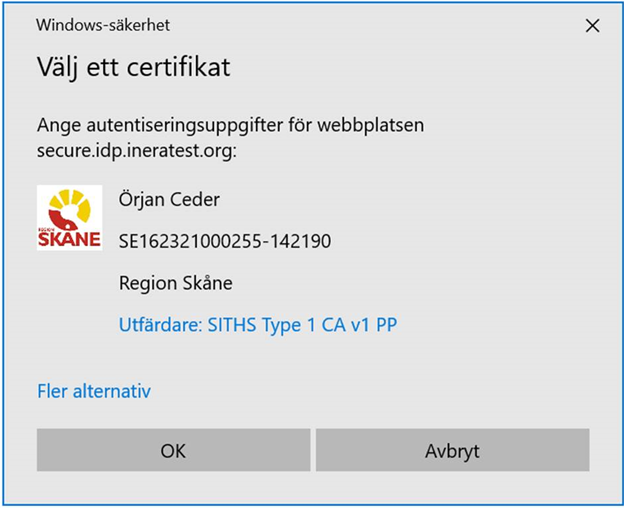 Windows-säkerhet
Välj ett certifikat
Ange autentiseringsuppgifter för webbplatsen
secure.idp.ineratest.org:
Örjan Ceder
REGION
SKÅNE
SE162321000255-142190
Region Skåne
Utfärdare: SITHS Type 1 CA v1 PP
Fler alternativ
OK
Avbryt